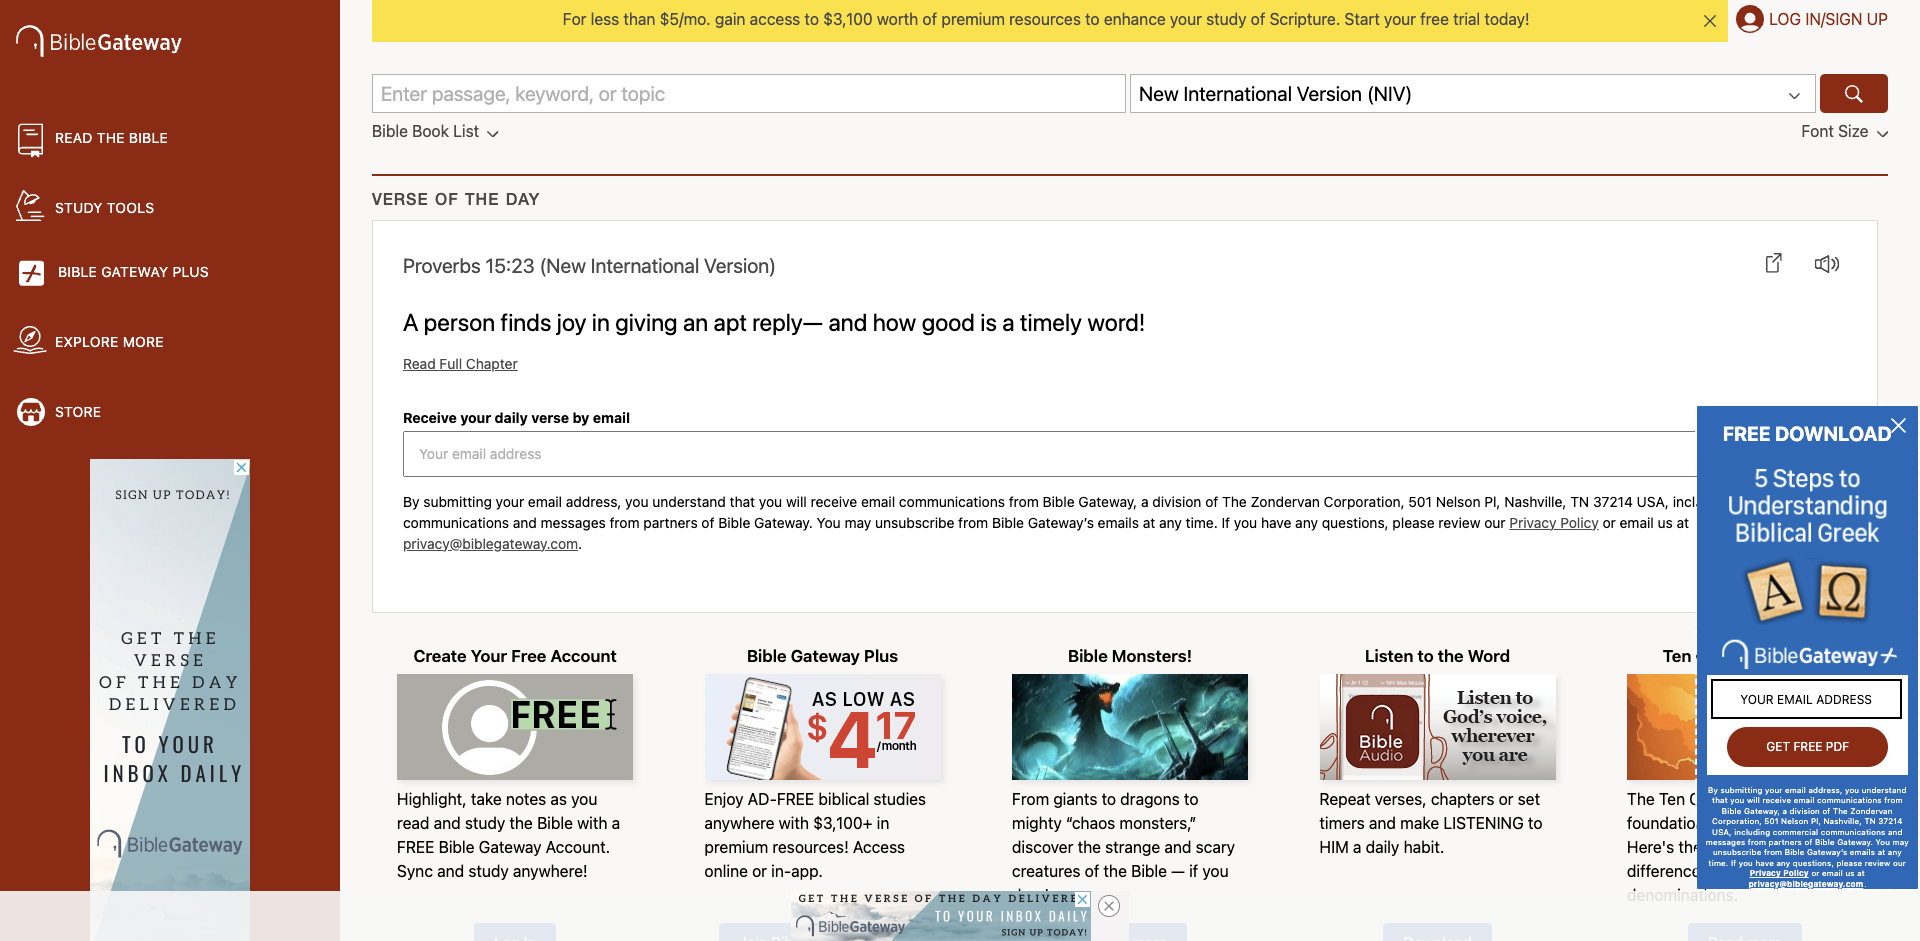 For less than $5/mo. gain access to $3,100 worth of premium resources to enhance your study of Scripture. Start your free trial today!
LOG IN/SIGN UP
BibleGateway
Enter passage, keyword, or topic
New International Version (NIV)
Bible Book List
Font Size
READ THE BIBLE
STUDY TOOLS
BIBLE GATEWAY PLUS
EXPLORE MORE
STORE
VERSE OF THE DAY
Proverbs 15:23 (New International Version)
A person finds joy in giving an apt reply— and how good is a timely word!
Read Full Chapter
Receive your daily verse by email
Your email address
By submitting your email address, you understand that you will receive email communications from Bible Gateway, a division of The Zondervan Corporation, 501 Nelson Pl, Nashville, TN 37214 USA, incl
communications and messages from partners of Bible Gateway. You may unsubscribe from Bible Gateway's emails at any time. If you have any questions, please review our Privacy Policy or email us at
privacy@biblegateway.com.
SIGN UP TODAY!
GET THE
VERSE
OF THE DAY
DELIVERED
TO YOUR
INBOX DAILY
BibleGateway
FREE DOWNLOAD
5 Steps to
Understanding
Biblical Greek
Α Ω
BibleGateway+
YOUR EMAIL ADDRESS
GET FREE PDF
By submitting your email address, you understand
that you will receive email communications from
Bible Gateway, a division of The Zondervan
Corporation, 501 Nelson Pl, Nashville, TN 37214
USA, including commercial communications and
messages from partners of Bible Gateway. You may
unsubscribe from Bible Gateway's emails at any
time. If you have any questions, please review our
Privacy Policy or email us at
privacy@biblegateway.com.
Create Your Free Account
FREE
Highlight, take notes as you
read and study the Bible with a
FREE Bible Gateway Account.
Sync and study anywhere!
Bible Gateway Plus
AS LOW AS
$4.17
/month
Enjoy AD-FREE biblical studies
anywhere with $3,100+ in
premium resources! Access
online or in-app.
Bible Monsters!
From giants to dragons to
mighty “chaos monsters,”
discover the strange and scary
creatures of the Bible — if you
Listen to the Word
Bible
Audio
Listen to
God's voice,
wherever
you are
Repeat verses, chapters or set
timers and make LISTENING to
HIM a daily habit.
Ten
The Ten
foundatio
Here's the
difference
denominations.
GET THE VERSE OF THE DAY DELIVERE
TO YOUR INBOX DAILY
BibleGateway
SIGN UP TODAY!